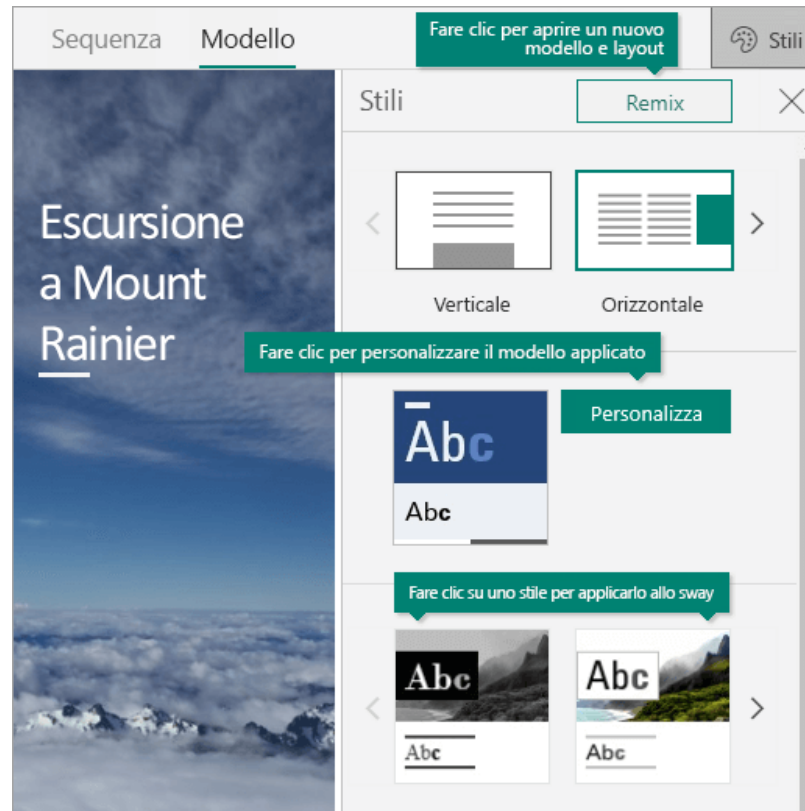 Sequenza
Modello
Fare clic per aprire un nuovo
modello e layout
Stili
Stili
Remix
Escursione
a Mount
Rainier
Verticale
Orizzontale
Fare clic per personalizzare il modello applicato
Abc
Abc
Personalizza
Fare clic su uno stile per applicarlo allo sway
Abc
Abc
Abc
Abc